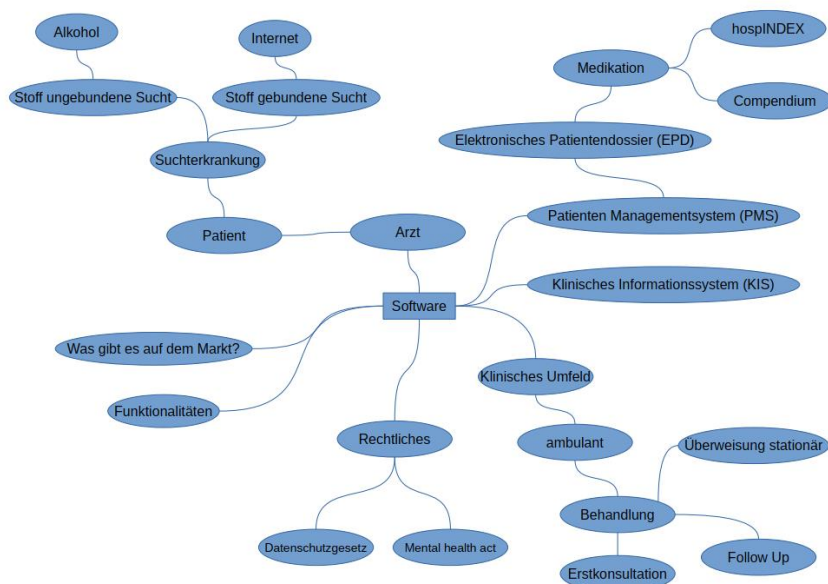 Alkohol
Internet
hospINDEX
Medikation
Stoff ungebundene Sucht
Stoff gebundene Sucht
Compendium
Elektronisches Patientendossier (EPD)
Suchterkrankung
Patienten Managementsystem (PMS)
Patient
Arzt
Klinisches Informationssystem (KIS)
Software
Was gibt es auf dem Markt?
Klinisches Umfeld
Funktionalitäten
Rechtliches
ambulant
Überweisung stationär
Behandlung
Datenschutzgesetz
Mental health act
Follow Up
Erstkonsultation